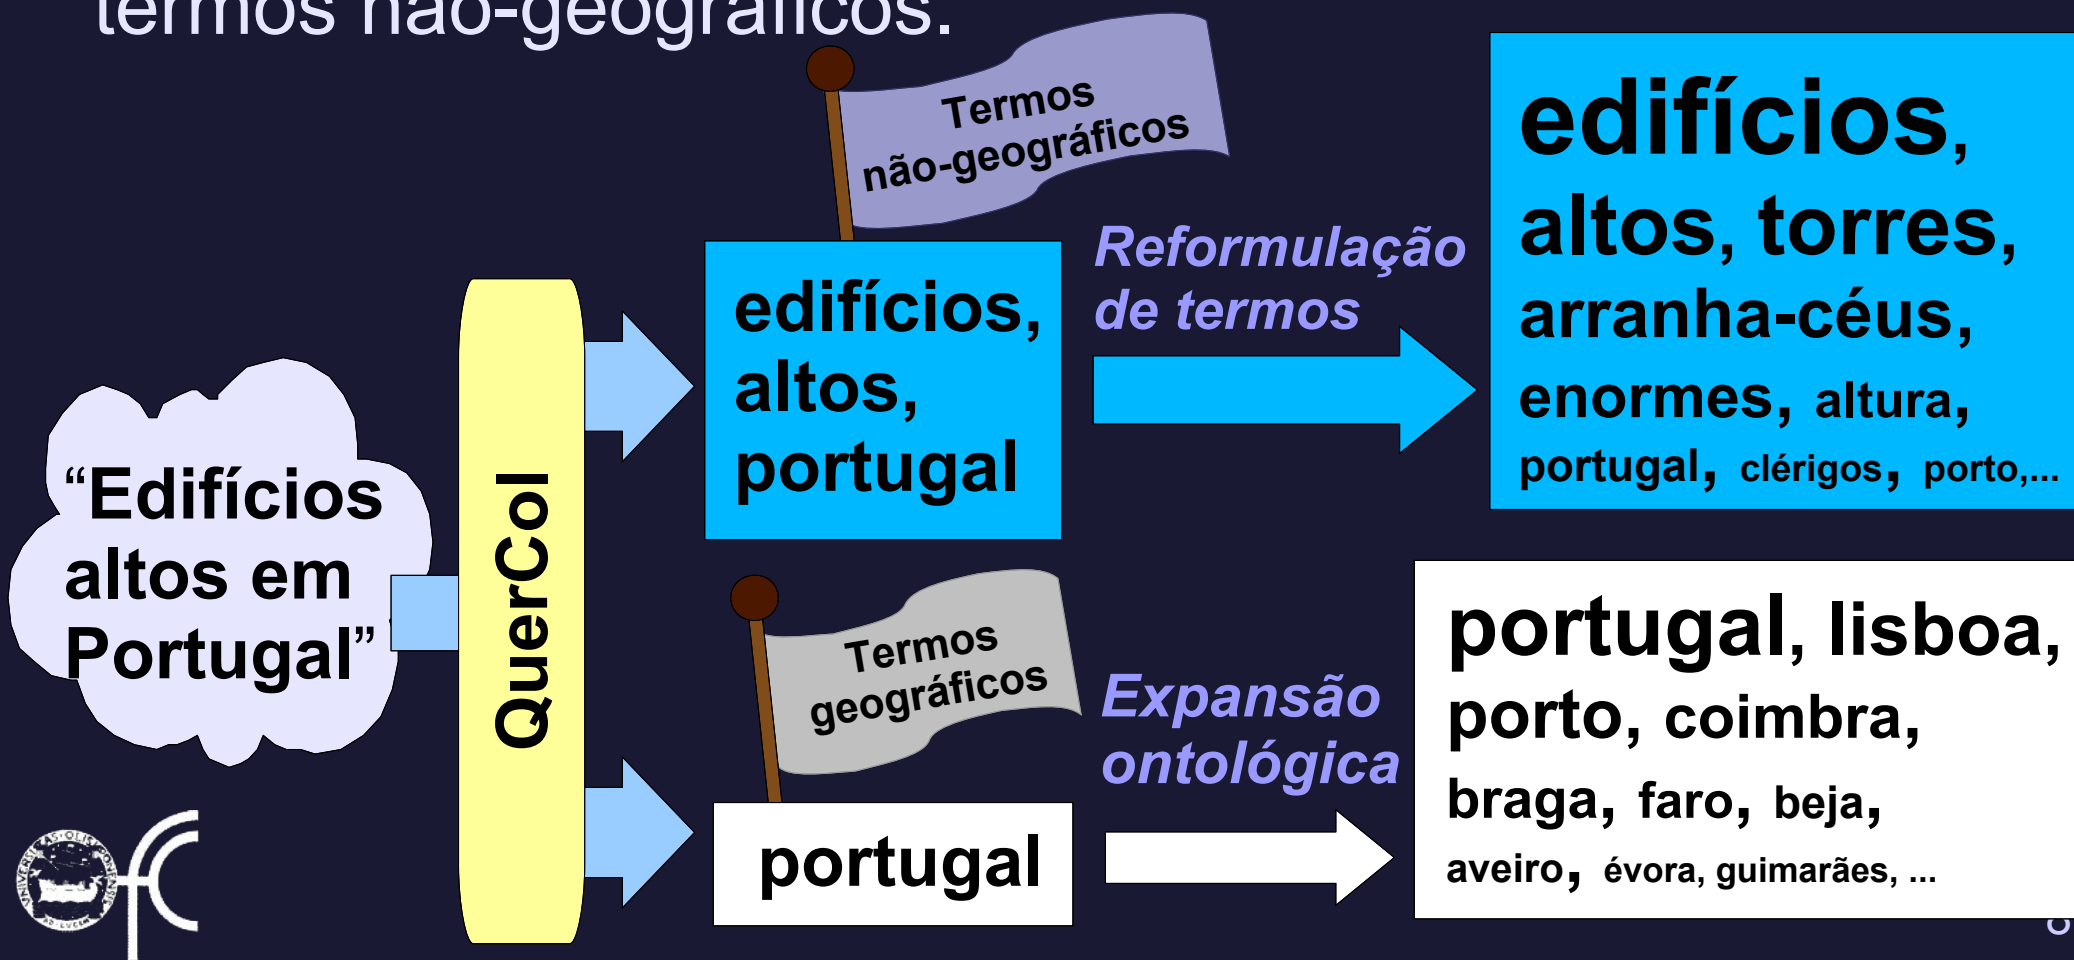 termos não-geográficos.
Termos
não-geográficos
edifícios,
altos, torres,
arranha-céus,
enormes, altura,
portugal, clérigos, porto,...
Reformulação
de termos
edifícios,
altos,
portugal
"Edifícios
altos em
Portugal"
QuerCol
Termos
geográficos
Expansão
ontológica
portugal
portugal, lisboa,
porto, coimbra,
braga, faro, beja,
aveiro, évora, guimarães, ...